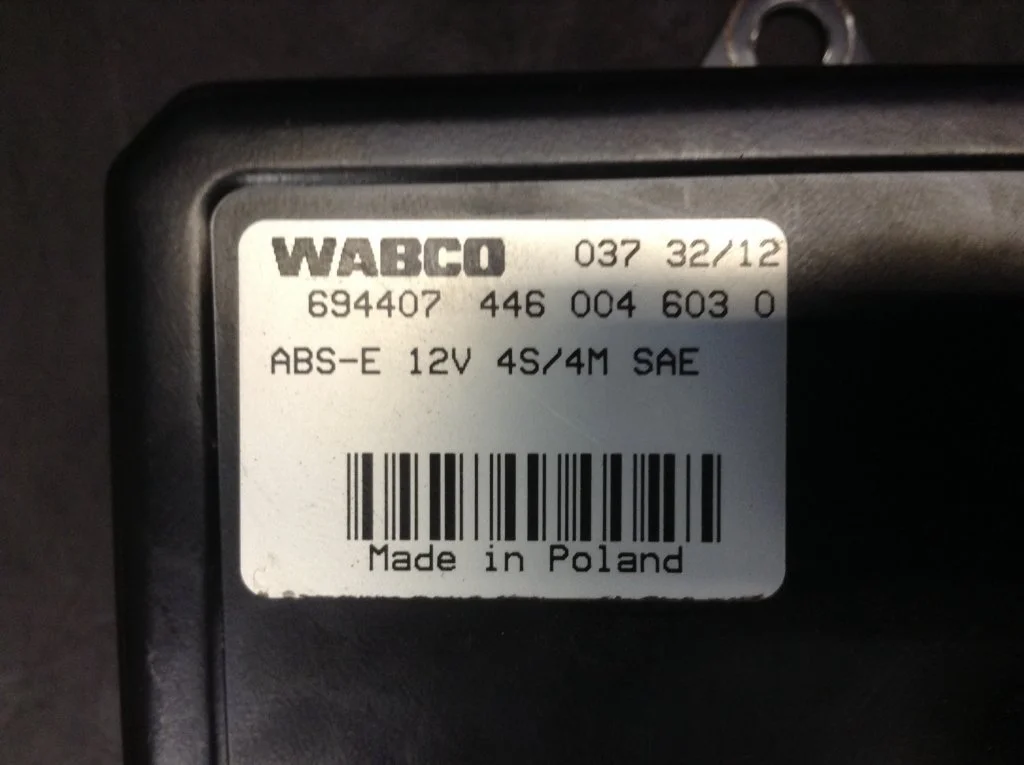 WABCO 037 32/12
694407 446 004 603 0
ABS-E 12V 4S/4M SAE
Made in Poland